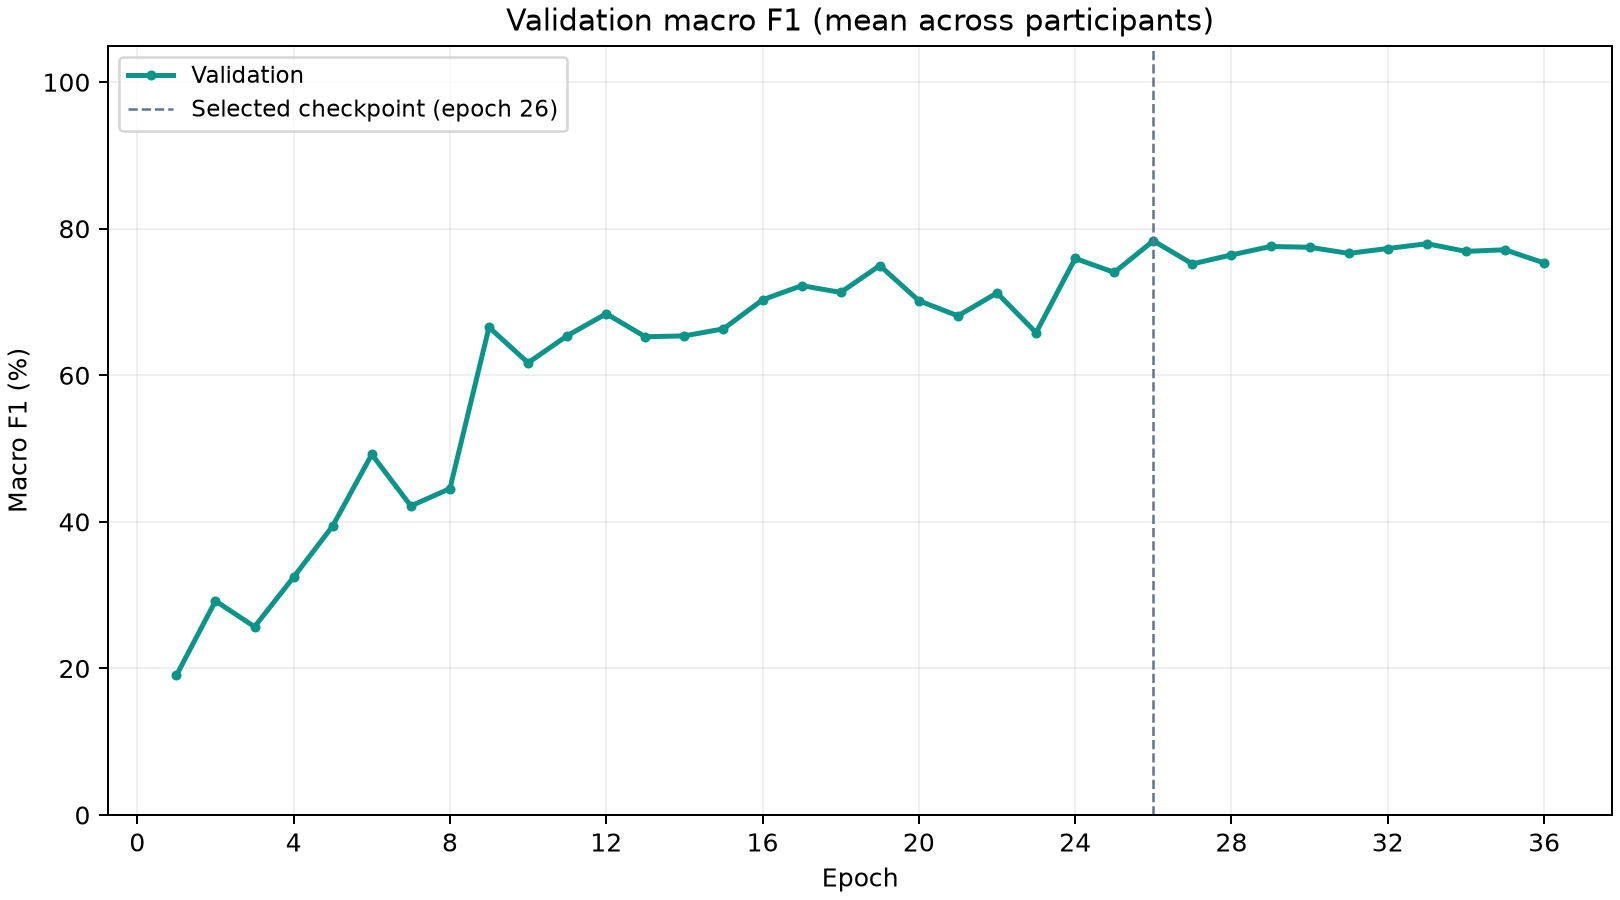 Validation macro F1 (mean across participants)
Validation
Selected checkpoint (epoch 26)
Macro F1 (%)
100
80
60
40
20
0
0 4 8 12 16 20 24 28 32 36
Epoch